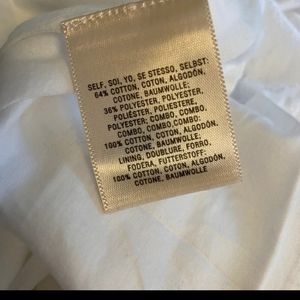 SELF, SOI, YO, SE STESSO, SELBST:
64% COTTON, COTON, ALGODÓN,
COTONE, BAUMWOLLE;
36% POLYESTER, POLYESTER,
POLIÉSTER, POLIESTERE,
POLYESTER; COMBO, COMBO,
COMBO, COMBO, COMBO:
100% COTTON, COTON, ALGODÓN,
COTONE, BAUMWOLLE;
LINING, DOUBLURE, FORRO,
FODERA, FUTTERSTOFF:
100% COTTON, COTON, ALGODÓN,
COTONE, BAUMWOLLE